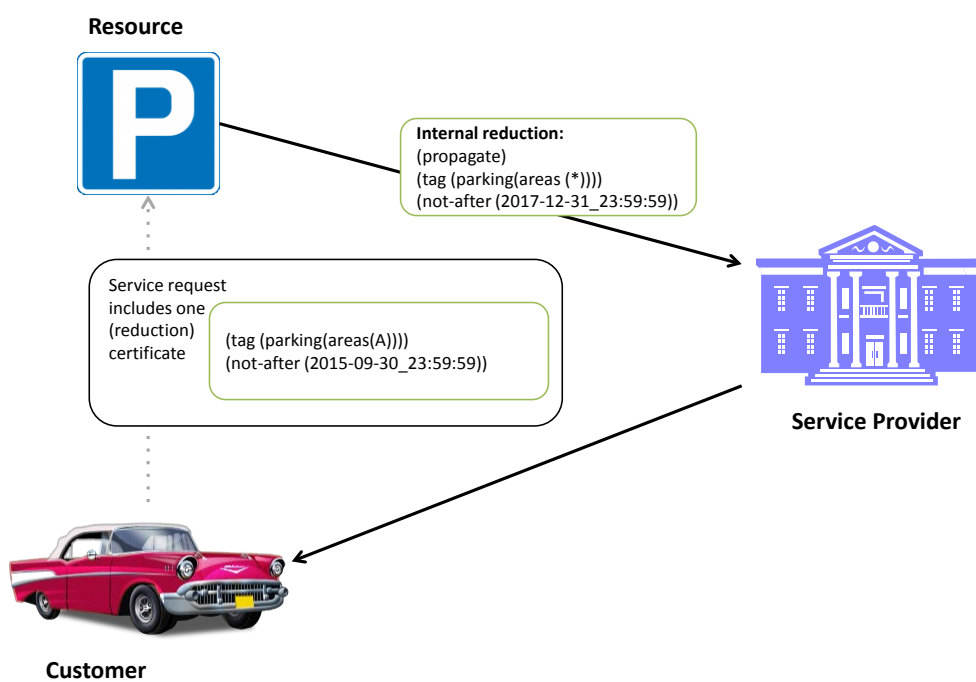 Resource
P
Internal reduction:
(propagate)
(tag (parking(areas (*))))
(not-after (2017-12-31_23:59:59))
Service request
includes one
(reduction)
certificate
(tag (parking(areas(A))))
(not-after (2015-09-30_23:59:59))
Service Provider
Customer